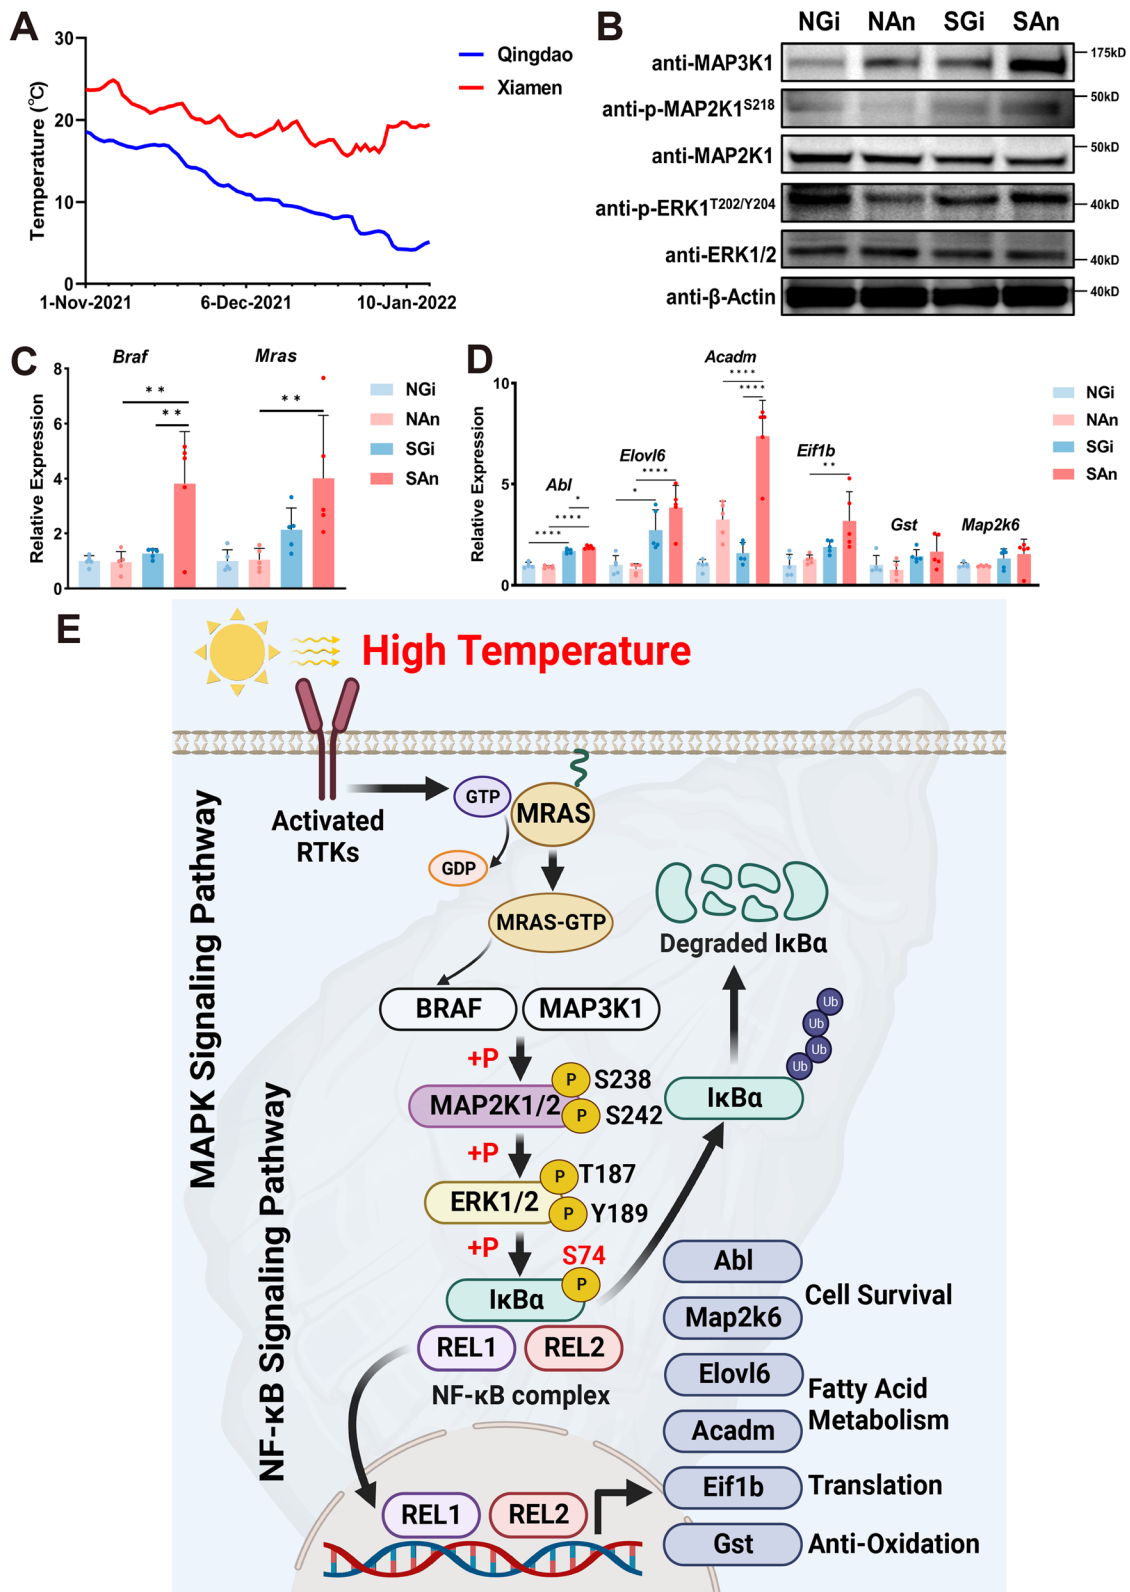 A
30
20
10
0
Temperature (℃)
1-Nov-2021
6-Dec-2021
10-Jan-2022
Qingdao
Xiamen
B
NGi NAn SGi SAn
anti-MAP3K1
175kD
anti-p-MAP2K1S218
50kD
anti-MAP2K1
50kD
anti-p-ERK1T202/Y204
40kD
anti-ERK1/2
40kD
anti-β-Actin
40kD
C
Braf
Mras
8
6
4
2
0
Relative Expression
**
**
**
NGi
NAn
SGi
SAn
D
Acadm
Elovl6
Abl
Eif1b
Gst
Map2k6
10
5
0
Relative Expression
****
****
*
****
*
****
****
**
NGi
NAn
SGi
SAn
E
High Temperature
Activated
RTKs
GTP
MRAS
GDP
MRAS-GTP
BRAF
MAP3K1
+P
P
S238
MAP2K1/2
P
S242
+P
P
T187
ERK1/2
P
Y189
+P
S74
P
IκBα
REL1
REL2
NF-κB complex
Degraded IκBα
Ub
Ub
Ub
Ub
IκBα
MAPK Signaling Pathway
NF-κB Signaling Pathway
REL1
REL2
Abl
Map2k6
Cell Survival
Elovl6
Acadm
Fatty Acid
Metabolism
Eif1b
Translation
Gst
Anti-Oxidation